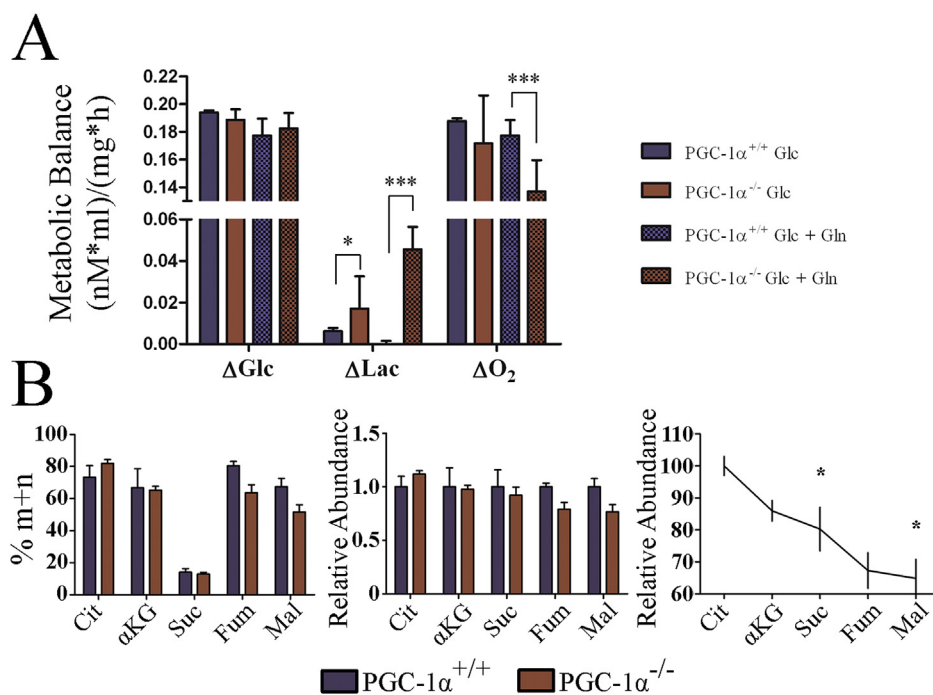 A
Metabolic Balance
(nM*ml)/(mg*h)
0.22
0.20
0.18
0.16
0.14
0.06
0.04
0.02
0.00
*
***
***
ΔGlc
ΔLac
ΔO₂
PGC-1α⁺/⁺ Glc
PGC-1α⁻/⁻ Glc
PGC-1α⁺/⁺ Glc + Gln
PGC-1α⁻/⁻ Glc + Gln
B
% m+n
100
80
60
40
20
0
Cit
αKG
Suc
Fum
Mal
Relative Abundance
1.5
1.0
0.5
0.0
Cit
αKG
Suc
Fum
Mal
Relative Abundance
110
100
90
80
70
60
*
*
Cit
αKG
Suc
Fum
Mal
PGC-1α⁺/⁺
PGC-1α⁻/⁻